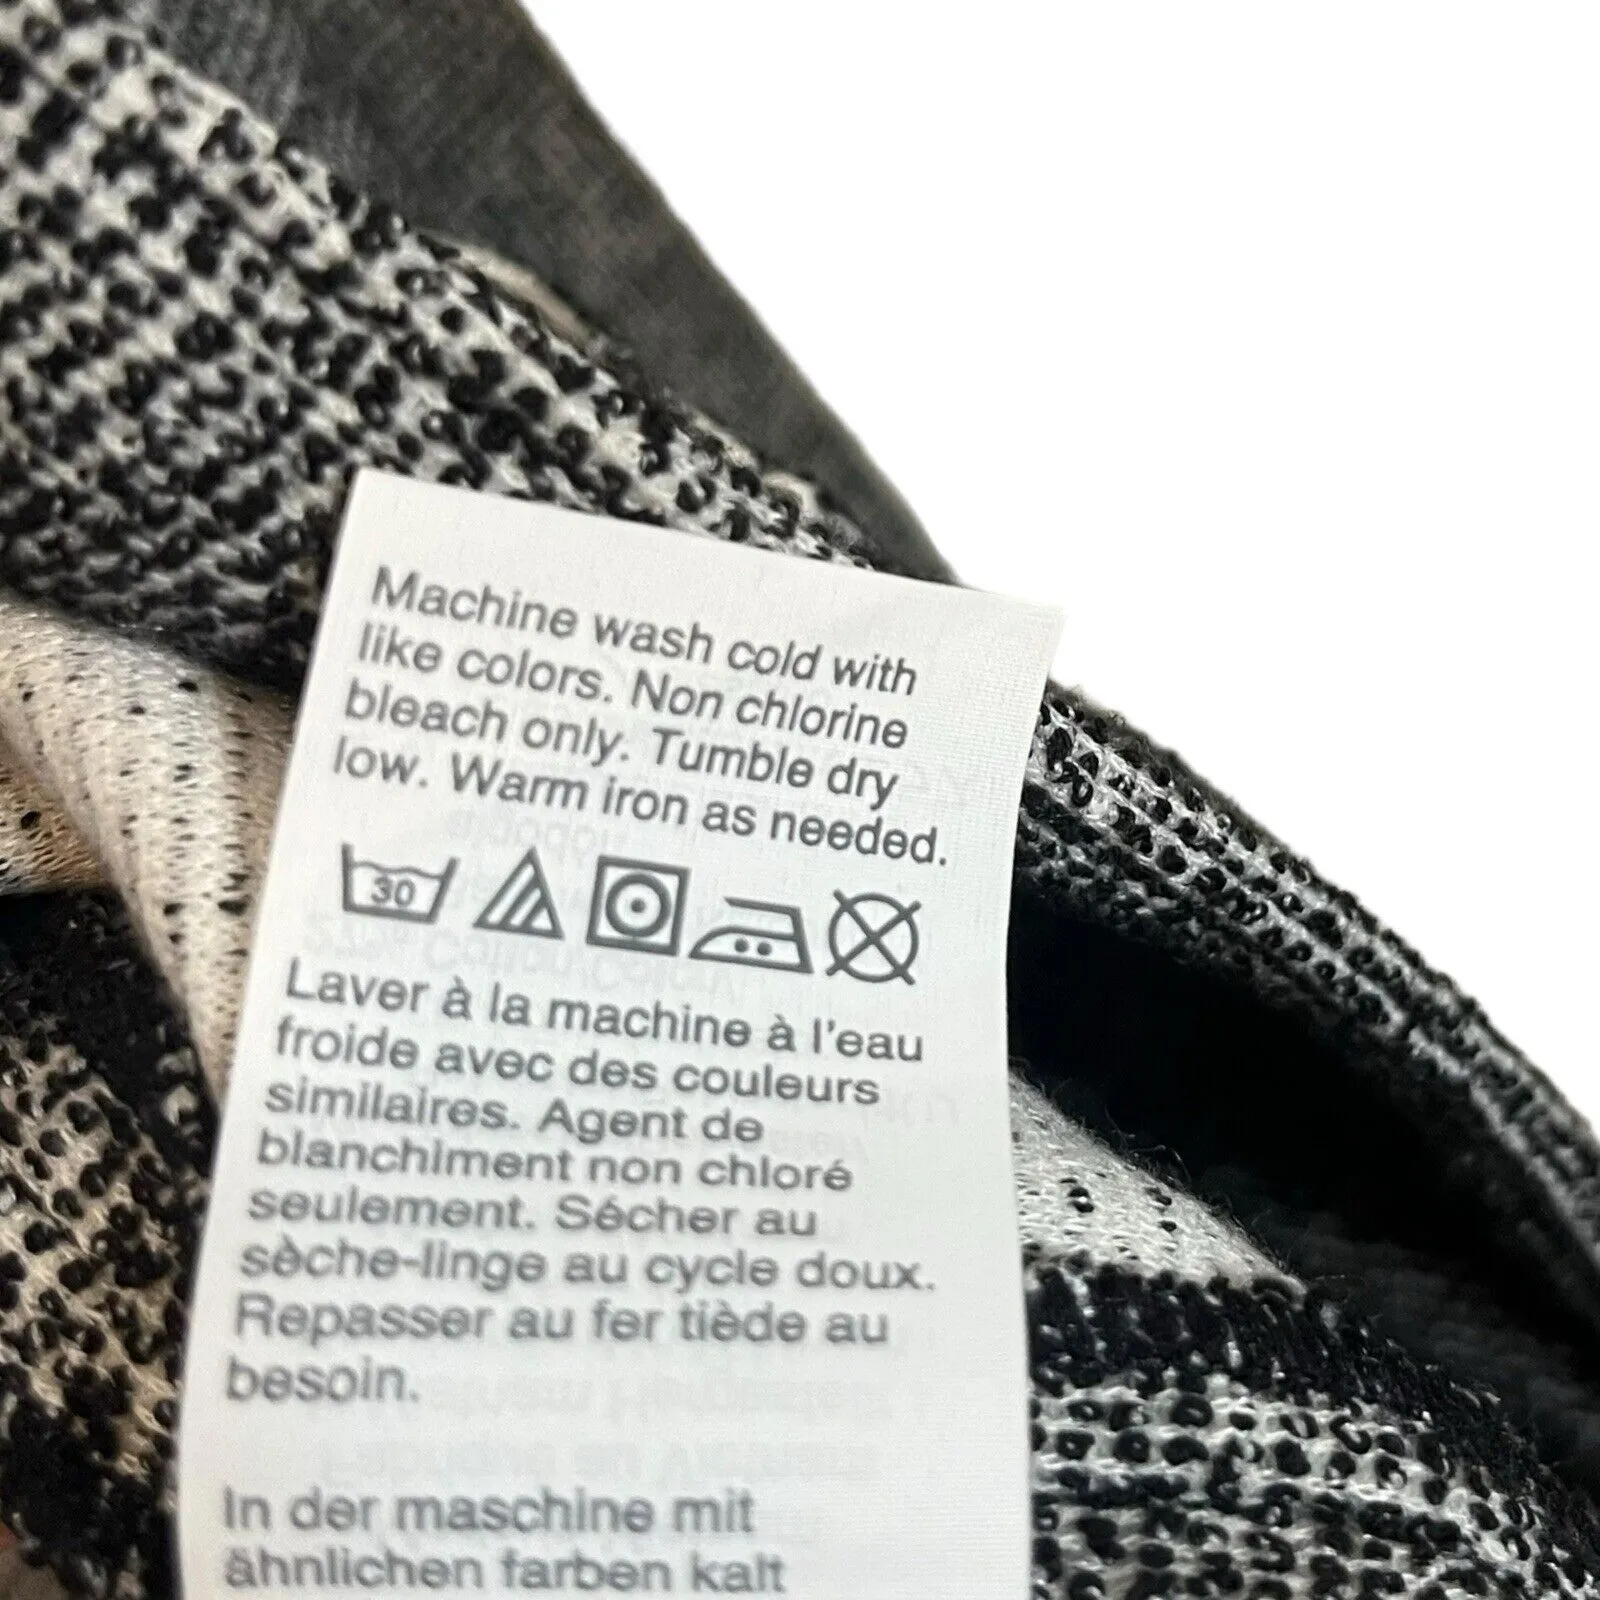 Machine wash cold with
like colors. Non chlorine
bleach only. Tumble dry
low. Warm iron as needed.
30
Laver à la machine à l'eau
froide avec des couleurs
similaires. Agent de
blanchiment non chloré
seulement. Sécher au
sèche-linge au cycle doux.
Repasser au fer tiède au
besoin.
In der maschine mit
ähnlichen farben kalt